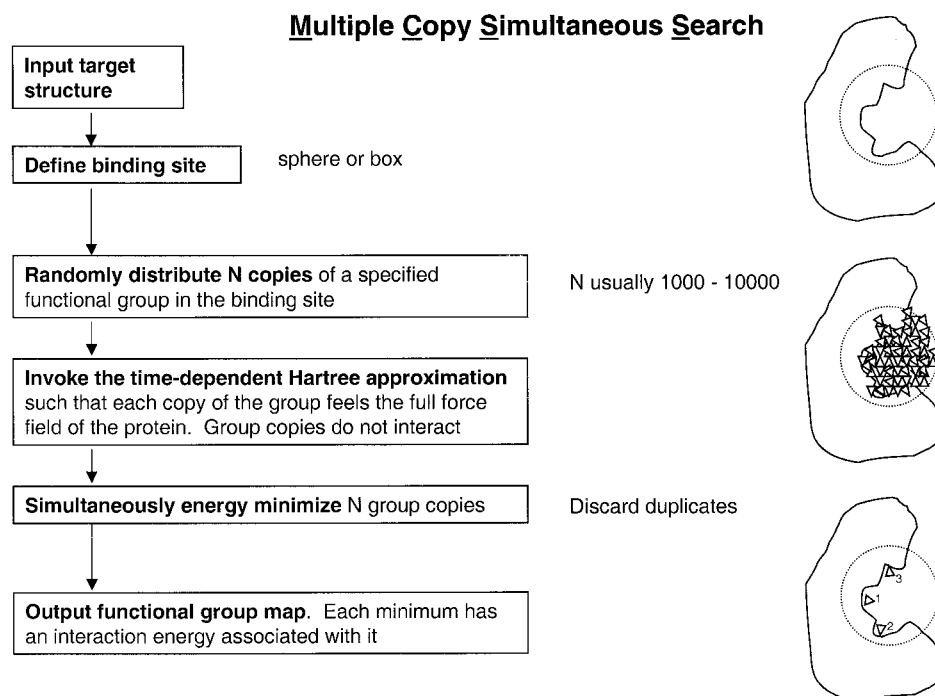 Multiple Copy Simultaneous Search
Input target
structure
Define binding site
sphere or box
Randomly distribute N copies of a specified
functional group in the binding site
N usually 1000 - 10000
Invoke the time-dependent Hartree approximation
such that each copy of the group feels the full force
field of the protein. Group copies do not interact
Simultaneously energy minimize N group copies
Discard duplicates
Output functional group map. Each minimum has
an interaction energy associated with it
3
1
2